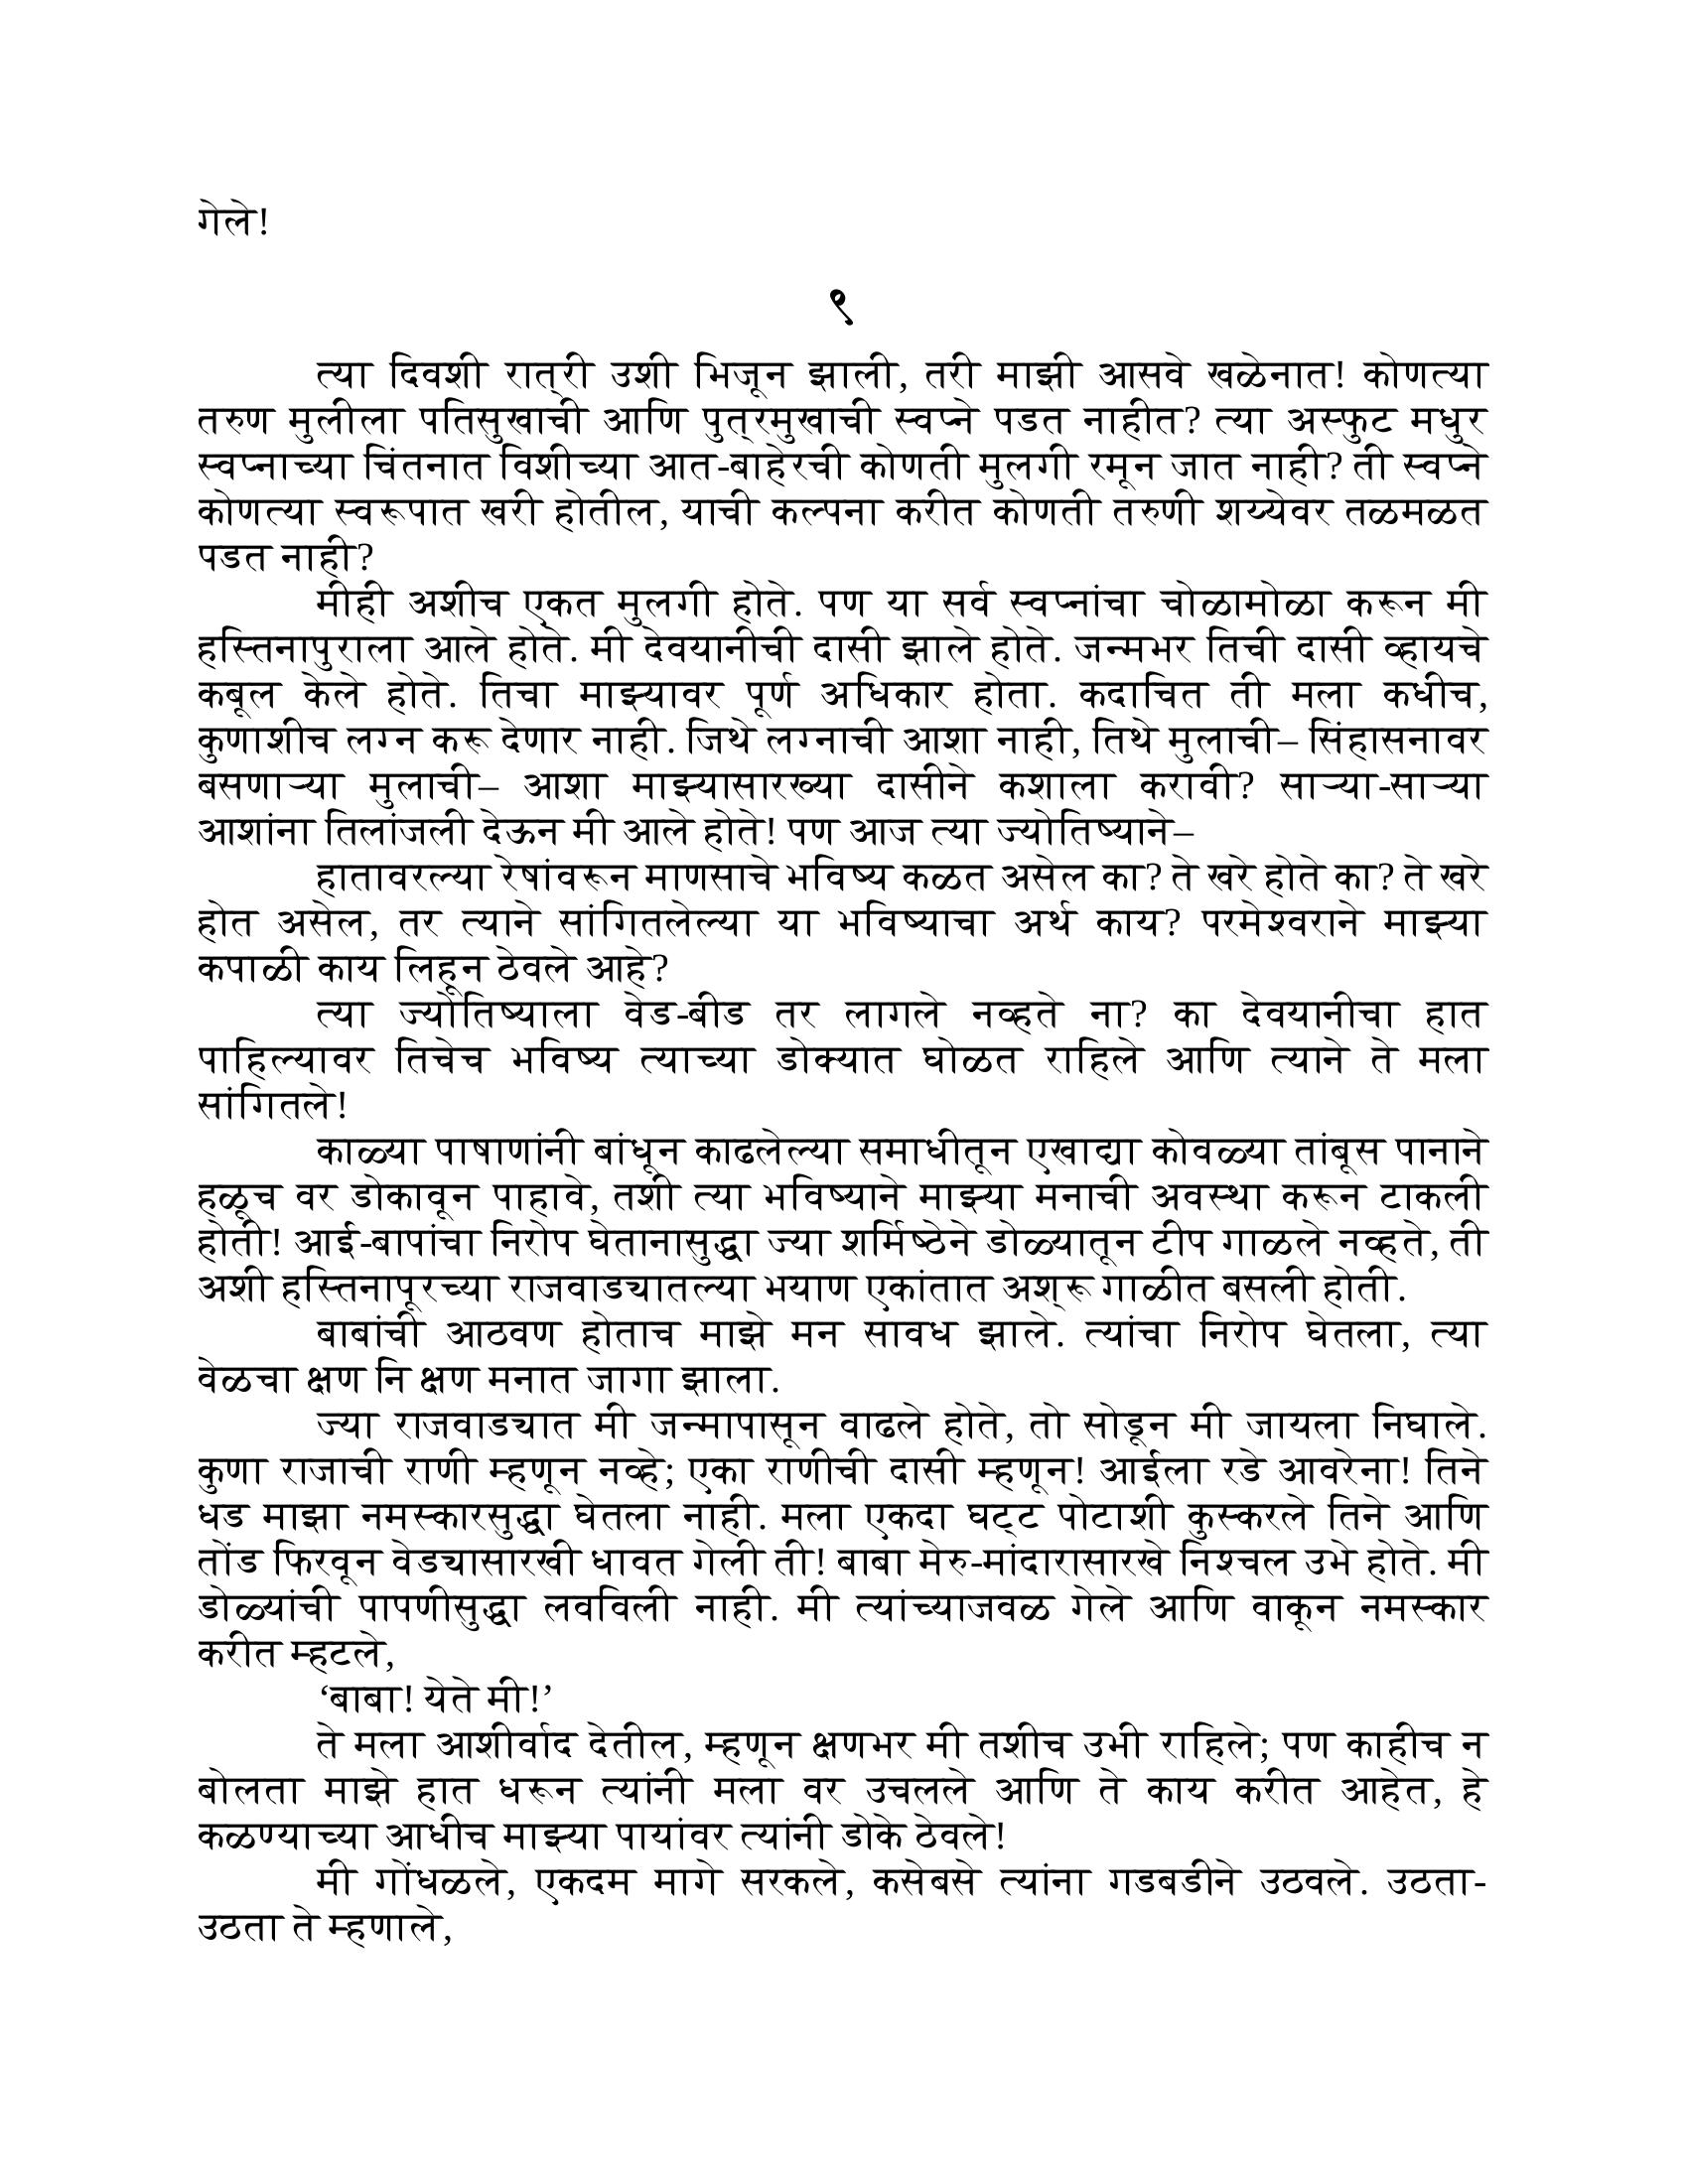 गेले!
९
त्या दिवशी रात्री उशी भिजून झाली, तरी माझी आसवे खळेनात! कोणत्या
तरुण मुलीला पतिसुखाची आणि पुत्रमुखाची स्वप्ने पडत नाहीत? त्या अस्फुट मधुर
स्वप्नाच्या चिंतनात विशीच्या आत-बाहेरची कोणती मुलगी रमून जात नाही? ती स्वप्ने
कोणत्या स्वरूपात खरी होतील, याची कल्पना करीत कोणती तरुणी शय्येवर तळमळत
पडत नाही?
मीही अशीच एकत मुलगी होते. पण या सर्व स्वप्नांचा चोळामोळा करून मी
हस्तिनापुराला आले होते. मी देवयानीची दासी झाले होते. जन्मभर तिची दासी व्हायचे
कबूल केले होते. तिचा माझ्यावर पूर्ण अधिकार होता. कदाचित ती मला कधीच,
कुणाशीच लग्न करू देणार नाही. जिथे लग्नाची आशा नाही, तिथे मुलाची– सिंहासनावर
बसणाऱ्या मुलाची– आशा माझ्यासारख्या दासीने कशाला करावी? साऱ्या-साऱ्या
आशांना तिलांजली देऊन मी आले होते! पण आज त्या ज्योतिष्याने–
हातावरल्या रेषांवरून माणसाचे भविष्य कळत असेल का? ते खरे होते का? ते खरे
होत असेल, तर त्याने सांगितलेल्या या भविष्याचा अर्थ काय? परमेश्वराने माझ्या
कपाळी काय लिहून ठेवले आहे?
त्या ज्योतिष्याला वेड-बीड तर लागले नव्हते ना? का देवयानीचा हात
पाहिल्यावर तिचेच भविष्य त्याच्या डोक्यात घोळत राहिले आणि त्याने ते मला
सांगितले!
काळ्या पाषाणांनी बांधून काढलेल्या समाधीतून एखाद्या कोवळ्या तांबूस पानाने
हळूच वर डोकावून पाहावे, तशी त्या भविष्याने माझ्या मनाची अवस्था करून टाकली
होती! आई-बापांचा निरोप घेतानासुद्धा ज्या शर्मिष्ठेने डोळ्यातून टीप गाळले नव्हते, ती
अशी हस्तिनापूरच्या राजवाड्यातल्या भयाण एकांतात अश्रू गाळीत बसली होती.
बाबांची आठवण होताच माझे मन सावध झाले. त्यांचा निरोप घेतला, त्या
वेळचा क्षण नि क्षण मनात जागा झाला.
ज्या राजवाड्यात मी जन्मापासून वाढले होते, तो सोडून मी जायला निघाले.
कुणा राजाची राणी म्हणून नव्हे; एका राणीची दासी म्हणून! आईला रडे आवरेना! तिने
धड माझा नमस्कारसुद्धा घेतला नाही. मला एकदा घट्ट पोटाशी कुस्करले तिने आणि
तोंड फिरवून वेड्यासारखी धावत गेली ती! बाबा मेरु-मांदारासारखे निश्चल उभे होते. मी
डोळ्यांची पापणीसुद्धा लवविली नाही. मी त्यांच्याजवळ गेले आणि वाकून नमस्कार
करीत म्हटले,
‘बाबा! येते मी!’
ते मला आशीर्वाद देतील, म्हणून क्षणभर मी तशीच उभी राहिले; पण काहीच न
बोलता माझे हात धरून त्यांनी मला वर उचलले आणि ते काय करीत आहेत, हे
कळण्याच्या आधीच माझ्या पायांवर त्यांनी डोके ठेवले!
मी गोंधळले, एकदम मागे सरकले, कसेबसे त्यांना गडबडीने उठवले. उठता-
उठता ते म्हणाले,